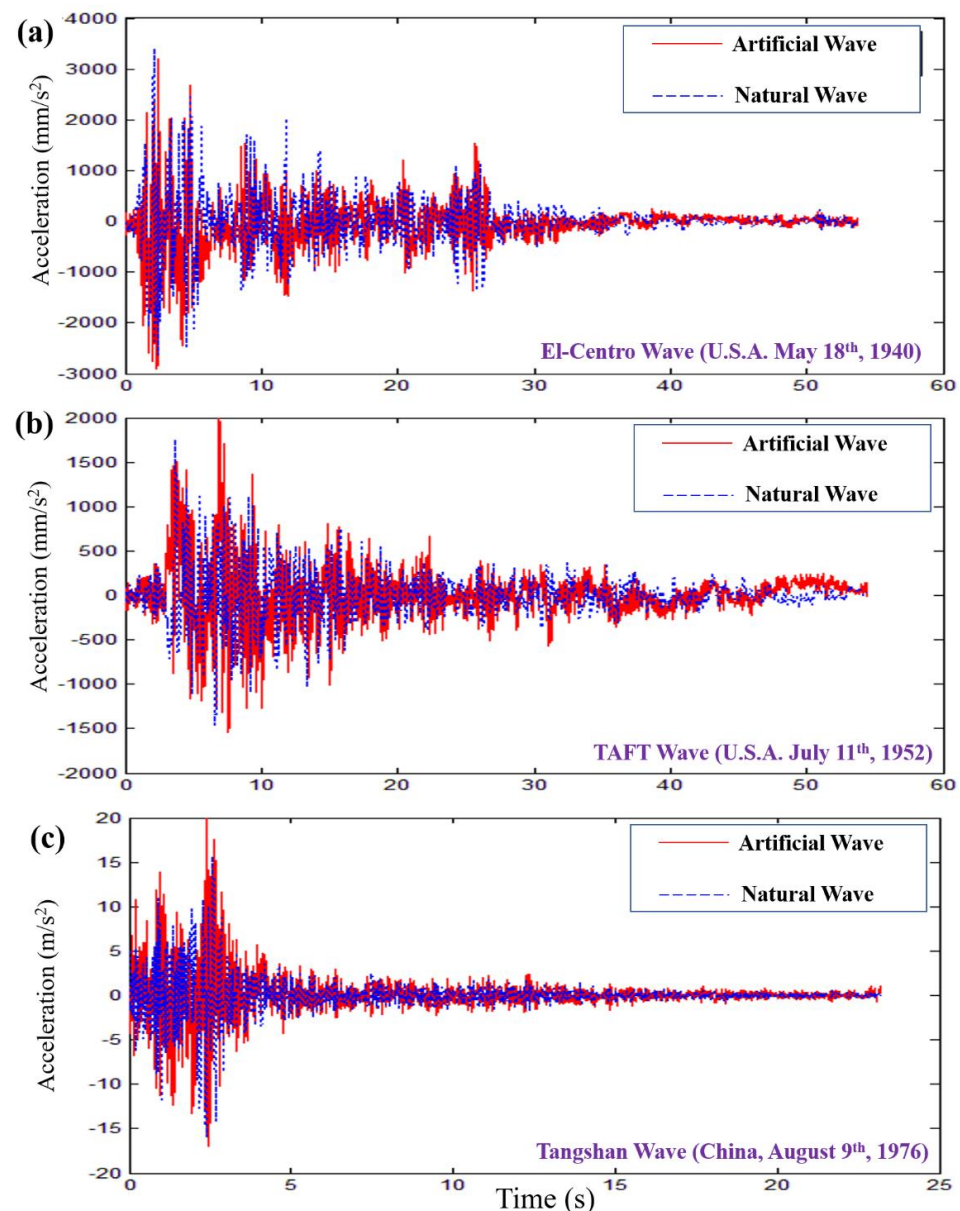 (a)
4000
3000
2000
1000
0
-1000
-2000
-3000
Acceleration (mm/s²)
Artificial Wave
Natural Wave
El-Centro Wave (U.S.A. May 18th, 1940)
0 10 20 30 40 50 60
(b)
2000
1500
1000
500
0
-500
-1000
-1500
-2000
Acceleration (mm/s²)
Artificial Wave
Natural Wave
TAFT Wave (U.S.A. July 11th, 1952)
0 10 20 30 40 50 60
(c)
20
15
10
5
0
-5
-10
-15
-20
Acceleration (m/s²)
Artificial Wave
Natural Wave
Tangshan Wave (China, August 9th, 1976)
0 5 10 15 20 25
Time (s)